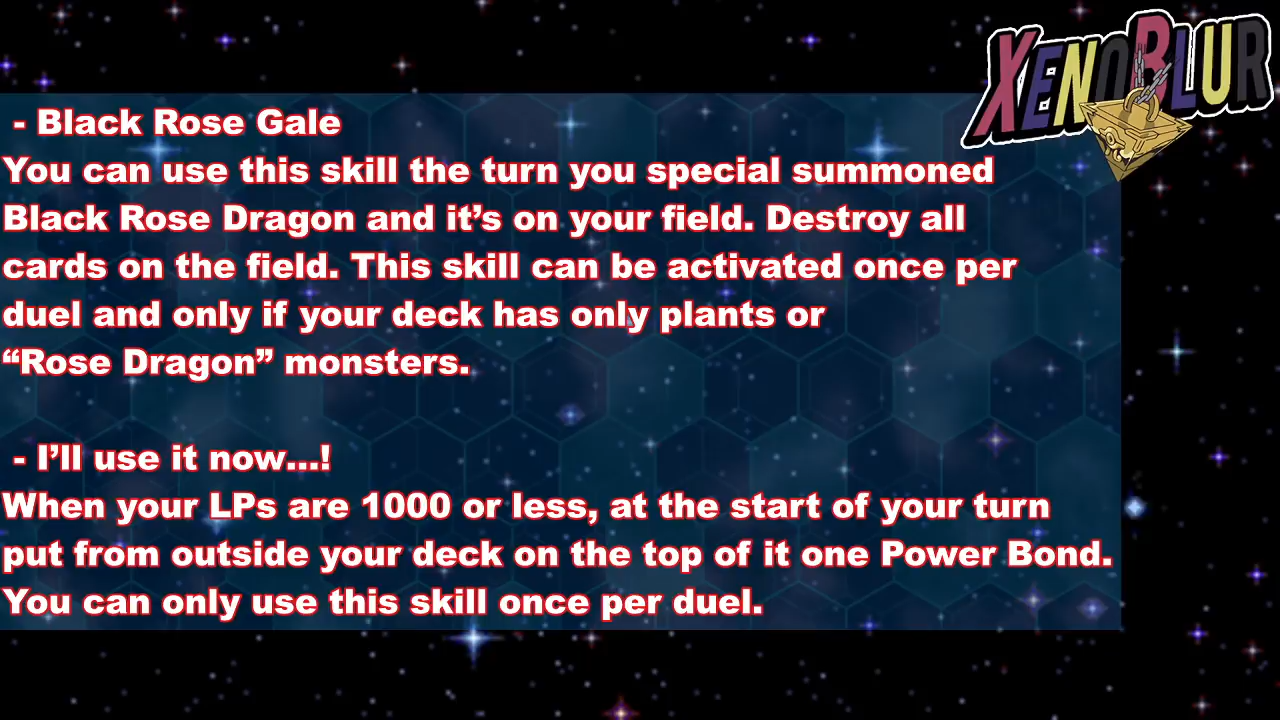 XENOBLUR
- Black Rose Gale
You can use this skill the turn you special summoned
Black Rose Dragon and it’s on your field. Destroy all
cards on the field. This skill can be activated once per
duel and only if your deck has only plants or
“Rose Dragon” monsters.
- I’ll use it now...!
When your LPs are 1000 or less, at the start of your turn
put from outside your deck on the top of it one Power Bond.
You can only use this skill once per duel.